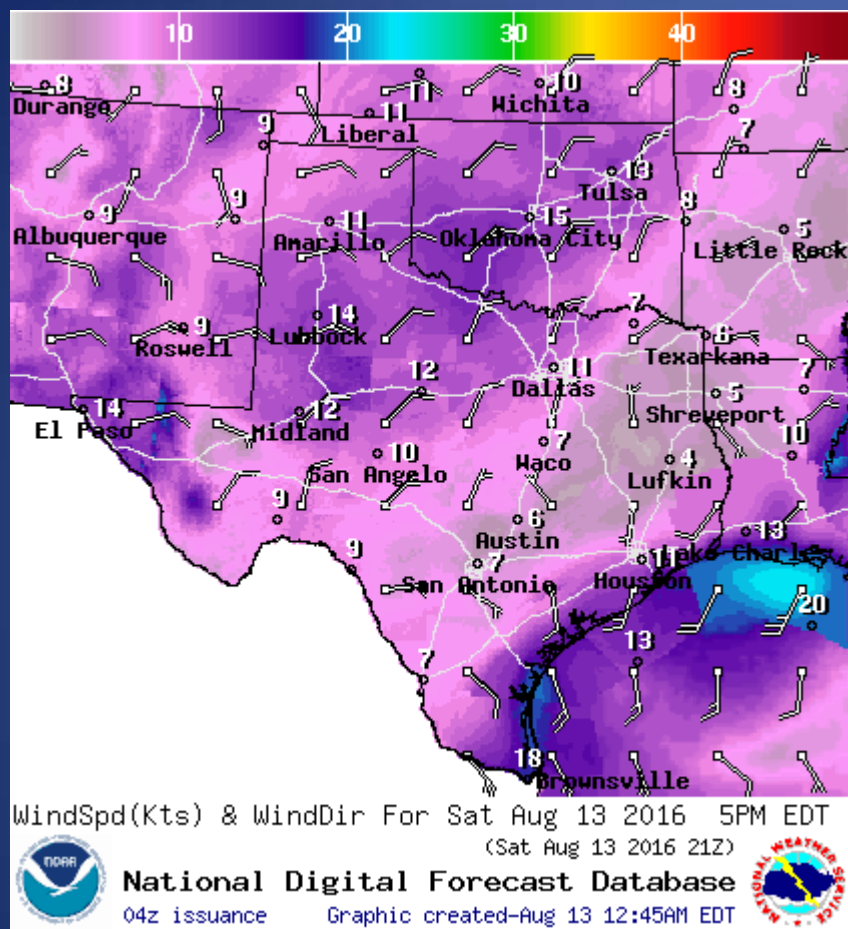 10 20 30 40
8 11 10 8
Durango Wichita
11
Liberal
9 7
13
Tulsa
9 9 11 15 8 5
Albuquerque Amarillo Oklahoma City Little Rock
14 7
9 Lubbock 6
Roswell Texarkana
12 11 7
Dallas
14 12 5
El Paso Midland Shreveport
10 7 10
San Angelo Waco 4
Lufkin
9 6 13
Austin Lake Charles
9 7 11
San Antonio Houston
20
13
7
18
Brownsville
WindSpd(Kts) & WindDir For Sat Aug 13 2016 5PM EDT
(Sat Aug 13 2016 21Z)
NOAA
NATIONAL WEATHER SERVICE
National Digital Forecast Database
04z issuance Graphic created-Aug 13 12:45AM EDT